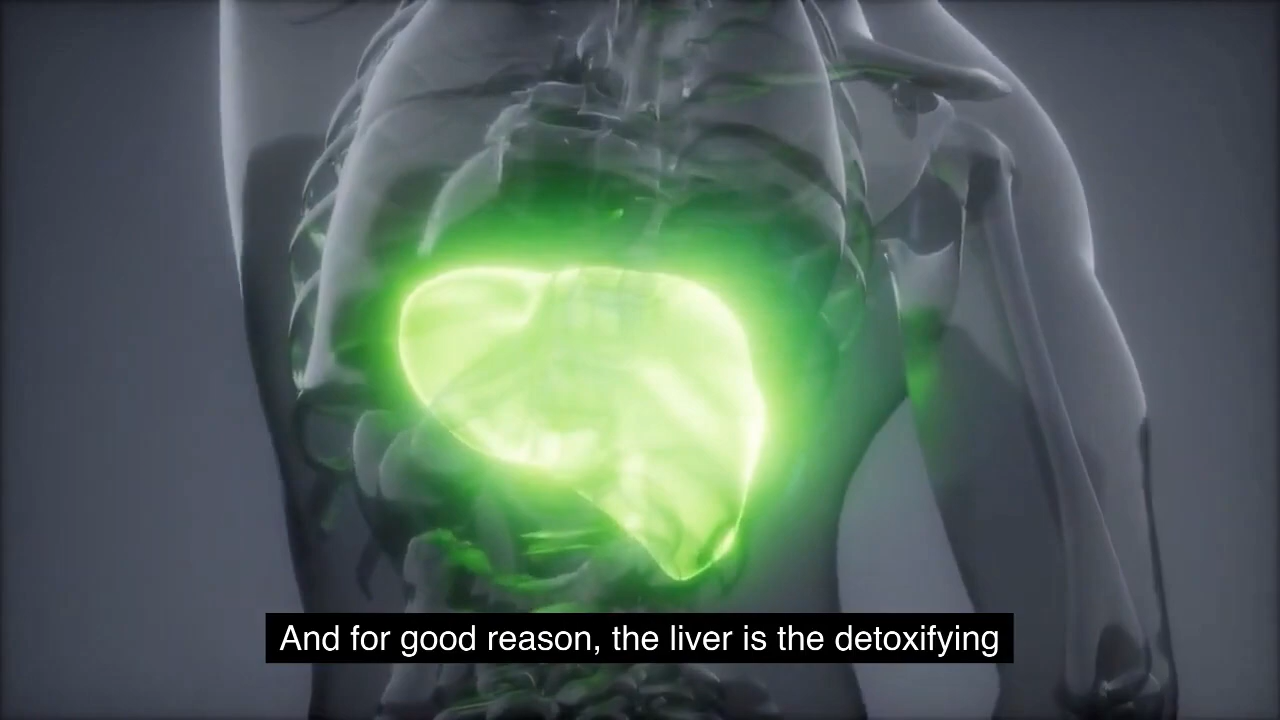 And for good reason, the liver is the detoxifying